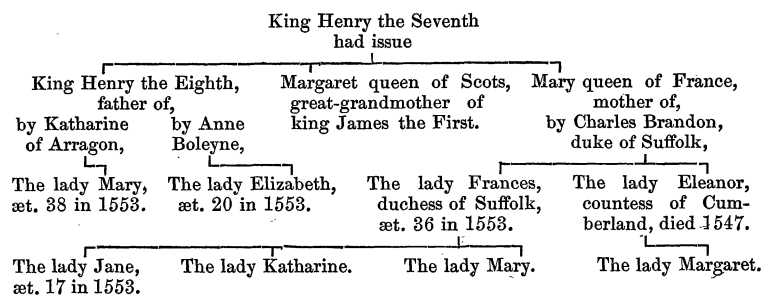 King Henry the Seventh
had issue
King Henry the Eighth,
father of,
by Katharine
of Arragon,
by Anne
Boleyne,
Margaret queen of Scots,
great-grandmother of
king James the First.
Mary queen of France,
mother of,
by Charles Brandon,
duke of Suffolk,
The lady Mary,
æt. 38 in 1553.
The lady Elizabeth,
æt. 20 in 1553.
The lady Frances,
duchess of Suffolk,
æt. 36 in 1553.
The lady Eleanor,
countess of Cum-
berland, died 1547.
The lady Jane,
æt. 17 in 1553.
The lady Katharine.
The lady Mary.
The lady Margaret.